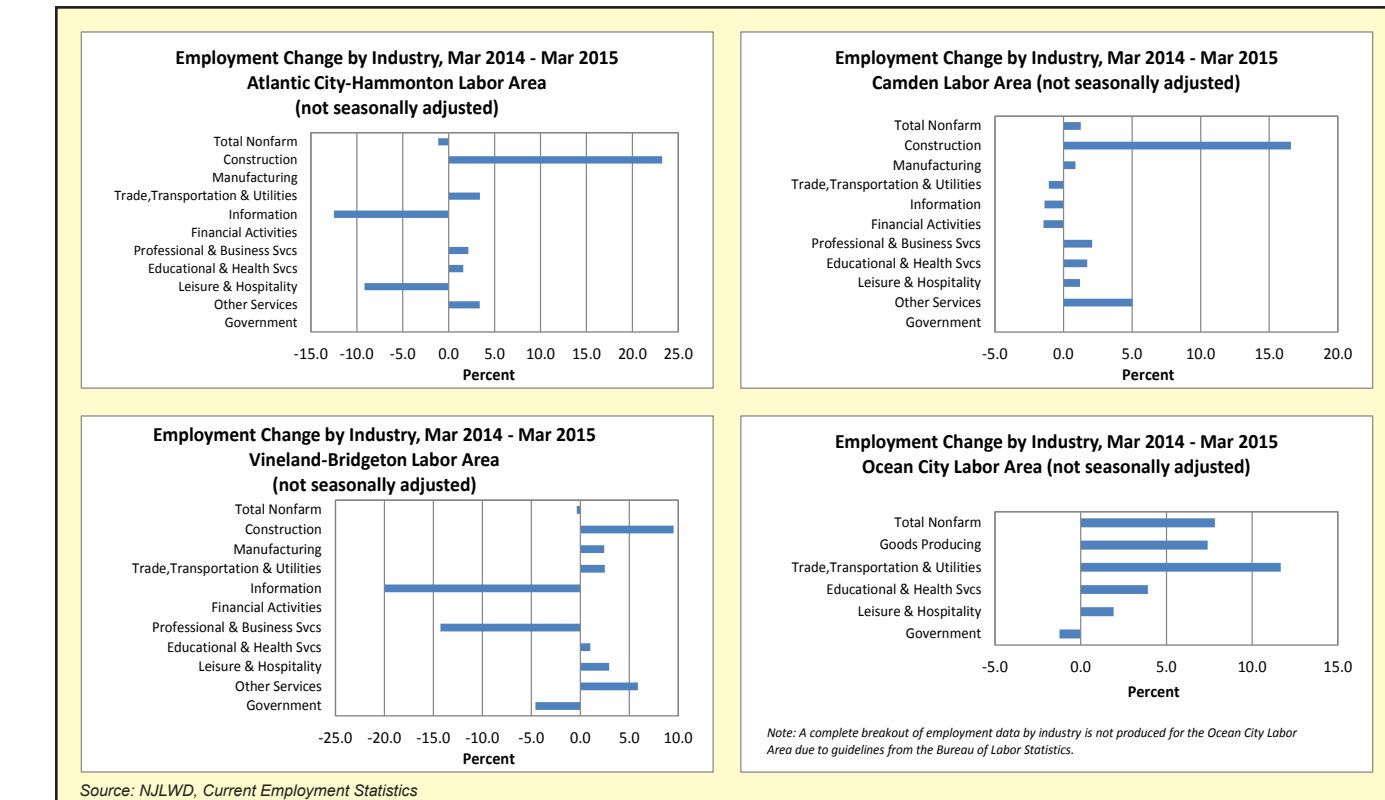 Employment Change by Industry, Mar 2014 - Mar 2015
Atlantic City-Hammonton Labor Area
(not seasonally adjusted)
Total Nonfarm
Construction
Manufacturing
Trade,Transportation & Utilities
Information
Financial Activities
Professional & Business Svcs
Educational & Health Svcs
Leisure & Hospitality
Other Services
Government
-15.0 -10.0 -5.0 0.0 5.0 10.0 15.0 20.0 25.0
Percent
Employment Change by Industry, Mar 2014 - Mar 2015
Camden Labor Area (not seasonally adjusted)
Total Nonfarm
Construction
Manufacturing
Trade,Transportation & Utilities
Information
Financial Activities
Professional & Business Svcs
Educational & Health Svcs
Leisure & Hospitality
Other Services
Government
-5.0 0.0 5.0 10.0 15.0 20.0
Percent
Employment Change by Industry, Mar 2014 - Mar 2015
Vineland-Bridgeton Labor Area
(not seasonally adjusted)
Total Nonfarm
Construction
Manufacturing
Trade,Transportation & Utilities
Information
Financial Activities
Professional & Business Svcs
Educational & Health Svcs
Leisure & Hospitality
Other Services
Government
-25.0 -20.0 -15.0 -10.0 -5.0 0.0 5.0 10.0
Percent
Employment Change by Industry, Mar 2014 - Mar 2015
Ocean City Labor Area (not seasonally adjusted)
Total Nonfarm
Goods Producing
Trade,Transportation & Utilities
Educational & Health Svcs
Leisure & Hospitality
Government
-5.0 0.0 5.0 10.0 15.0
Percent
Note: A complete breakout of employment data by industry is not produced for the Ocean City Labor
Area due to guidelines from the Bureau of Labor Statistics.
Source: NJLWD, Current Employment Statistics